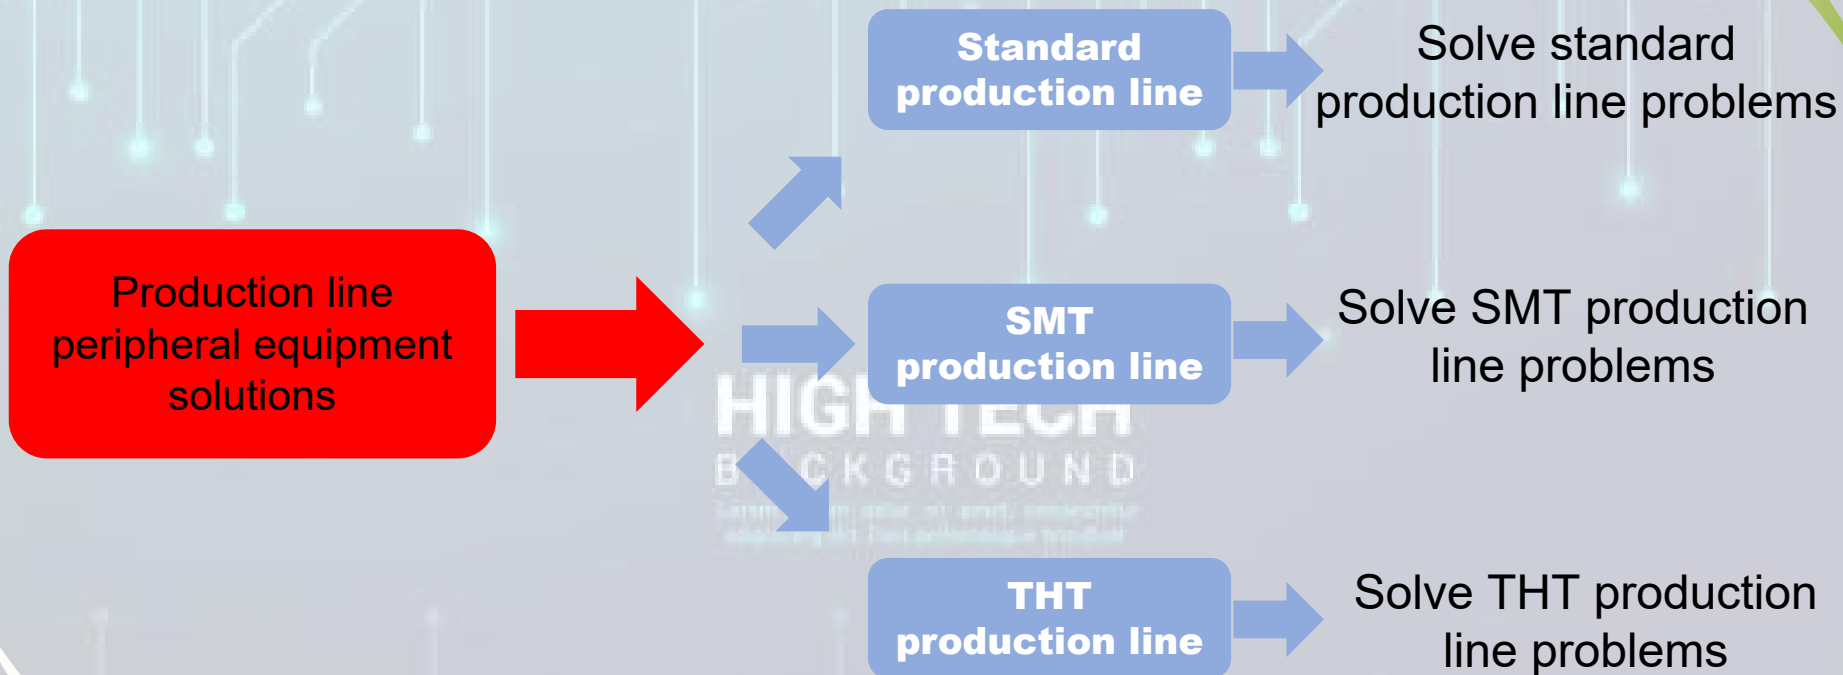 Standard
production line
Solve standard
production line problems
Production line
peripheral equipment
solutions
SMT
production line
Solve SMT production
line problems
HIGH TECH
BACKGROUND
THT
production line
Solve THT production
line problems